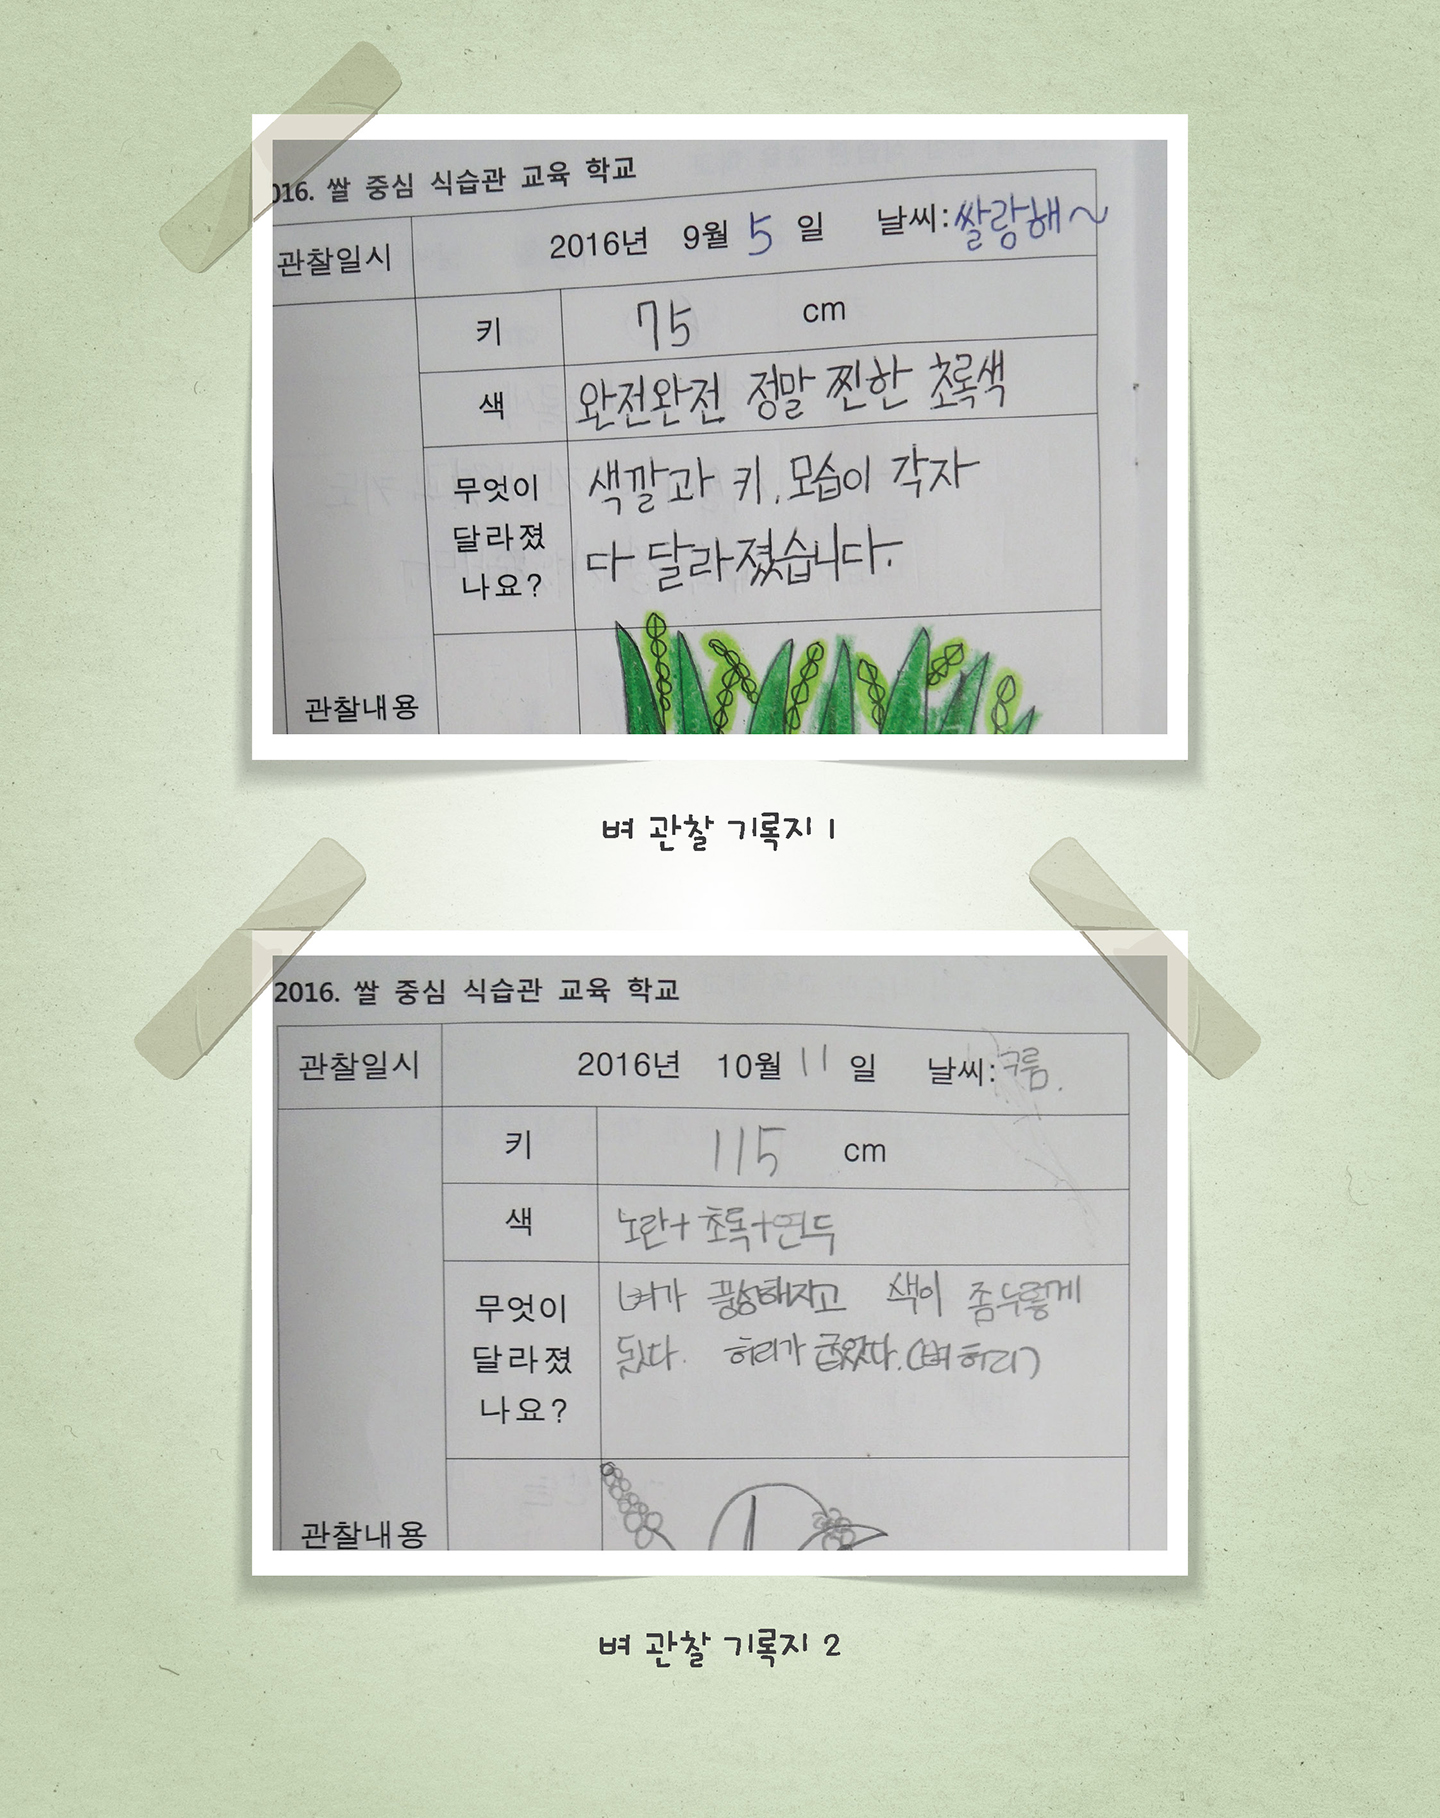 016. 쌀 중심 식습관 교육 학교
관찰일시 2016년 9월 5 일 날씨: 쌀랑해~
키 75 cm
색 완전완전 정말 찐한 초록색
무엇이
달라졌
나요?
색깔과 키, 모습이 각자
다 달라졌습니다.
관찰내용
벼 관찰 기록지 1
2016. 쌀 중심 식습관 교육 학교
관찰일시 2016년 10월 11 일 날씨: 구름.
키 115 cm
색 노란+초록+연두
무엇이
달라졌
나요?
벼가 풍성해지고 색이 좀 누렇게
됬다. 허리가 굽었다. (벼 허리)
관찰내용
벼 관찰 기록지 2